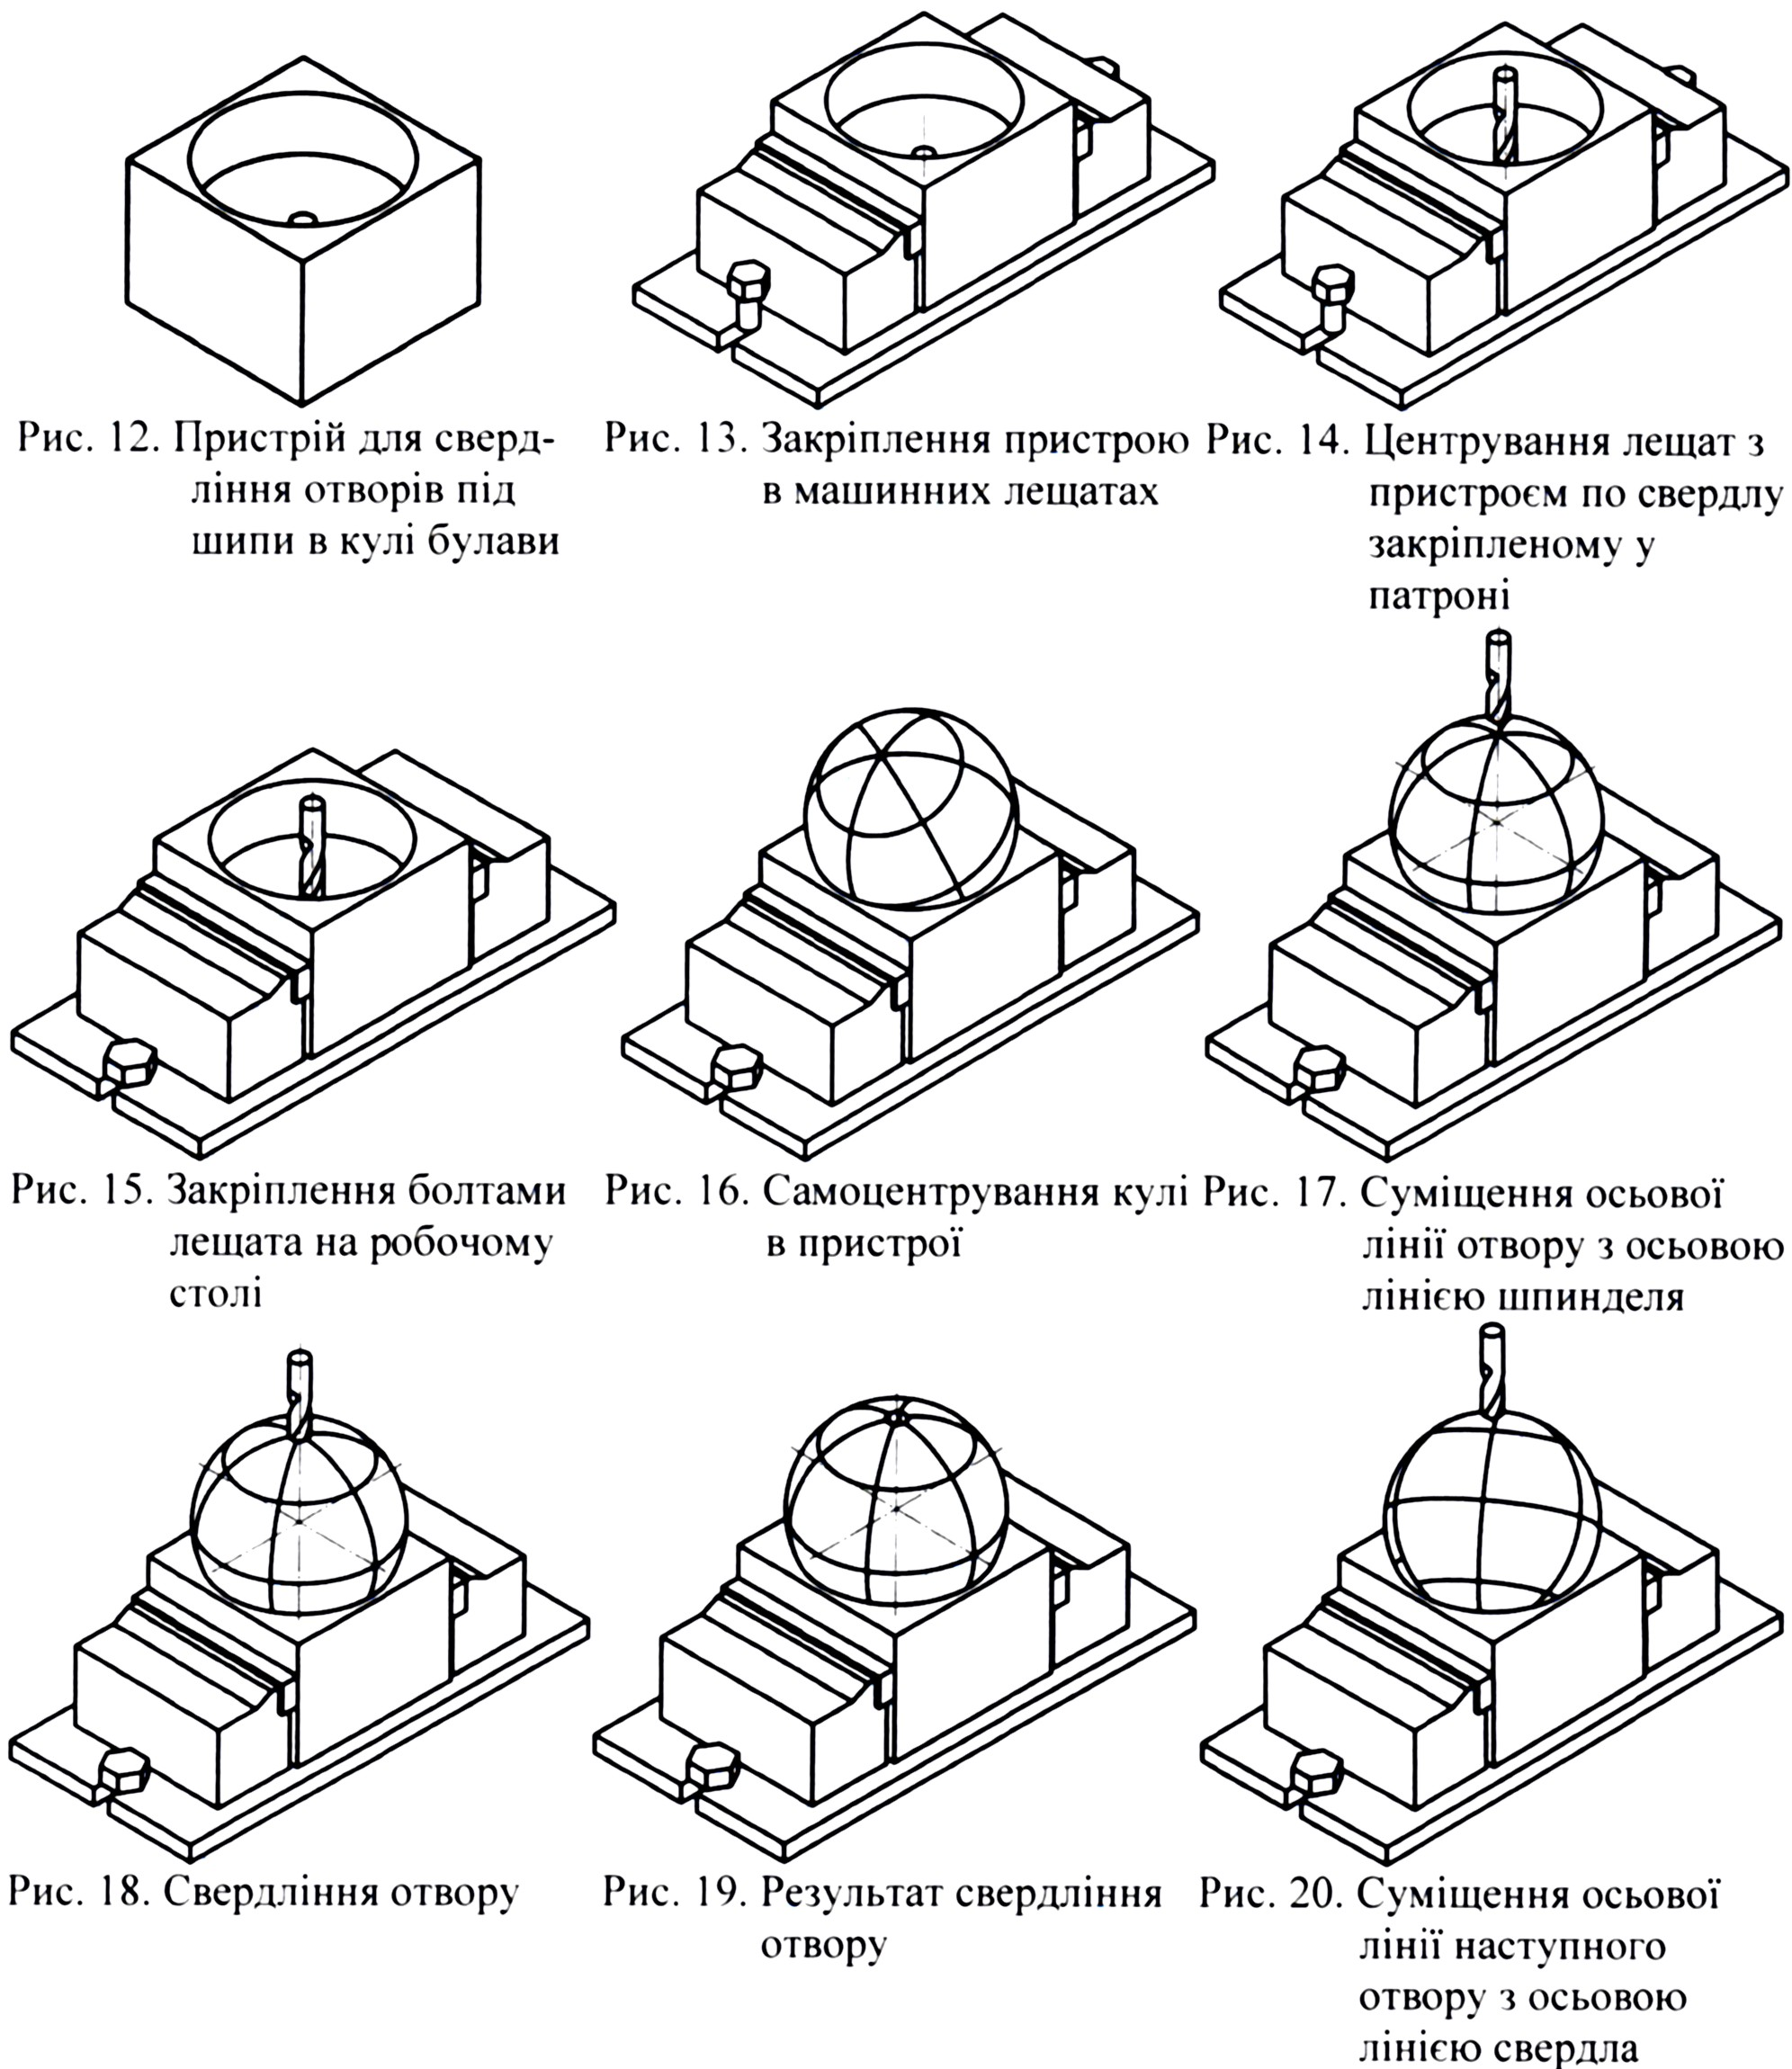 Рис. 12. Пристрій для сверд-
ління отворів під
шипи в кулі булави
Рис. 13. Закріплення пристрою
в машинних лещатах
Рис. 14. Центрування лещат з
пристроєм по свердлу
закріпленому у
патроні
Рис. 15. Закріплення болтами
лещата на робочому
столі
Рис. 16. Самоцентрування кулі
в пристрої
Рис. 17. Суміщення осьової
лінії отвору з осьовою
лінією шпинделя
Рис. 18. Свердління отвору
Рис. 19. Результат свердління
отвору
Рис. 20. Суміщення осьової
лінії наступного
отвору з осьовою
лінією свердла